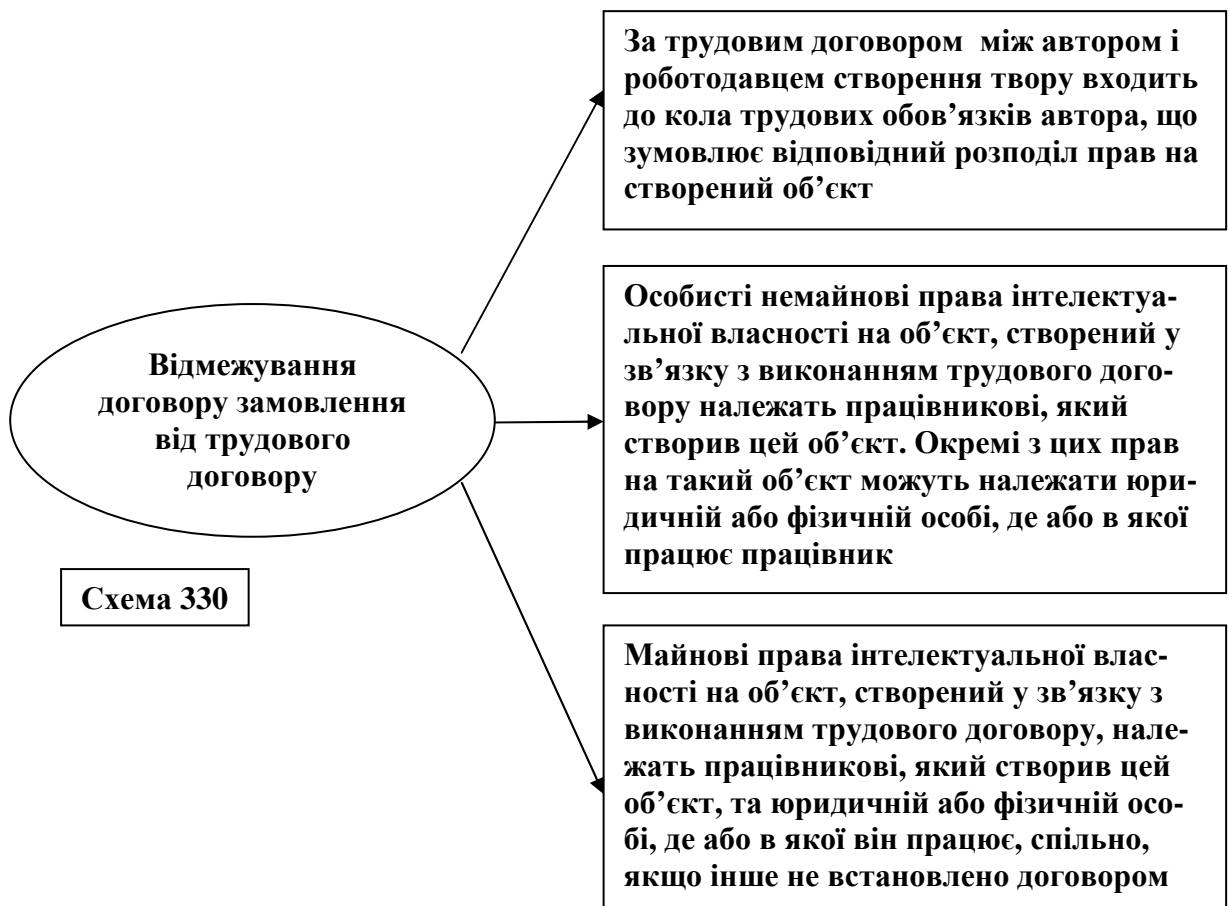 За трудовим договором між автором і
роботодавцем створення твору входить
до кола трудових обов’язків автора, що
зумовлює відповідний розподіл прав на
створений об’єкт
Відмежування
договору замовлення
від трудового
договору
Особисті немайнові права інтелектуа-
льної власності на об’єкт, створений у
зв’язку з виконанням трудового дого-
вору належать працівникові, який
створив цей об’єкт. Окремі з цих прав
на такий об’єкт можуть належати юри-
дичній або фізичній особі, де або в якої
працює працівник
Схема 330
Майнові права інтелектуальної влас-
ності на об’єкт, створений у зв’язку з
виконанням трудового договору, нале-
жать працівникові, який створив цей
об’єкт, та юридичній або фізичній осо-
бі, де або в якої він працює, спільно,
якщо інше не встановлено договором